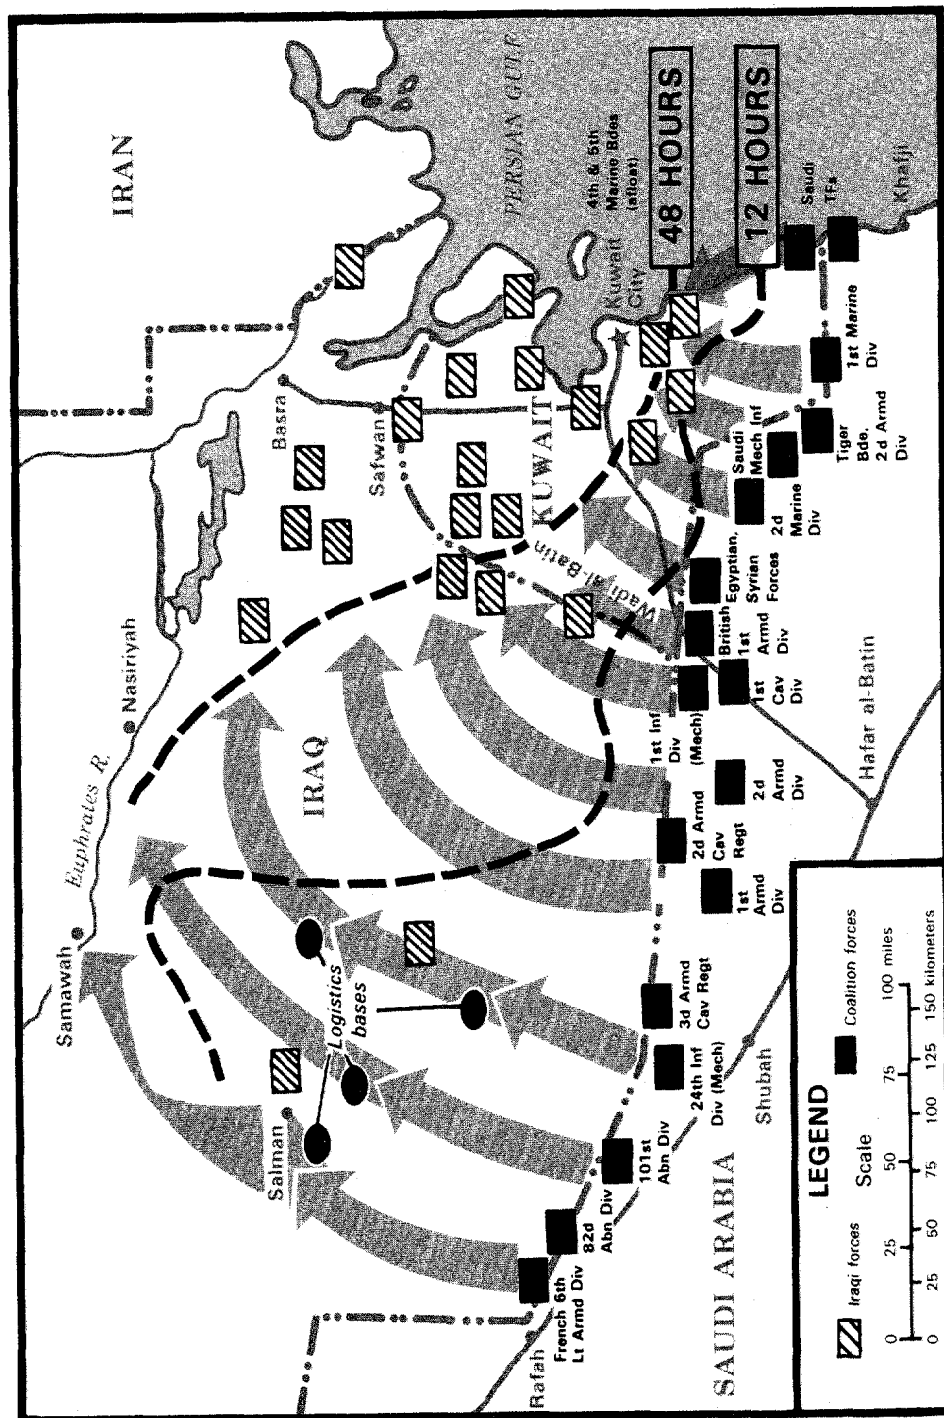 IRAN
PERSIAN GULF
Samawah
Euphrates R.
Nasiriyah
Basra
Safwan
Salman
Logistics
bases
IRAQ
KUWAIT
Wadi al-Batin
Kuwait
City
4th & 5th
Marine Bdes
(afloat)
48 HOURS
12 HOURS
Saudi
TFs
Khafji
Rafah
French 6th
Lt Armd Div
82d
Abn Div
101st
Abn Div
24th Inf
Div (Mech)
3d Armd
Cav Regt
1st
Armd
Div
2d Armd
Cav
Regt
2d
Armd
Div
1st Inf
Div
(Mech)
1st
Cav
Div
British
1st
Armd
Div
Egyptian,
Syrian
Forces
2d
Marine
Div
Saudi
Mech Inf
Tiger
Bde,
2d Armd
Div
1st Marine
Div
SAUDI ARABIA
Shubah
Hafar al-Batin
LEGEND
Iraqi forces
Coalition forces
Scale
0 25 50 75 100 miles
0 25 50 75 100 125 150 kilometers